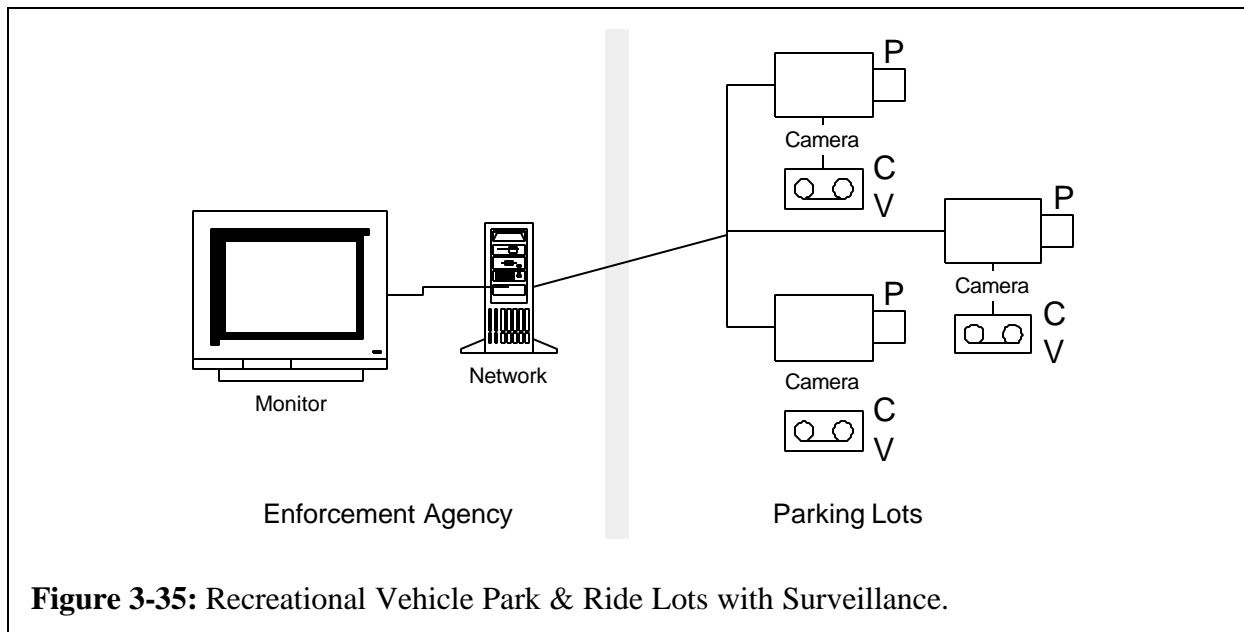 P
Camera
C
V
P
Camera
C
V
P
Camera
C
V
Network
Monitor
Enforcement Agency
Parking Lots
Figure 3-35: Recreational Vehicle Park & Ride Lots with Surveillance.